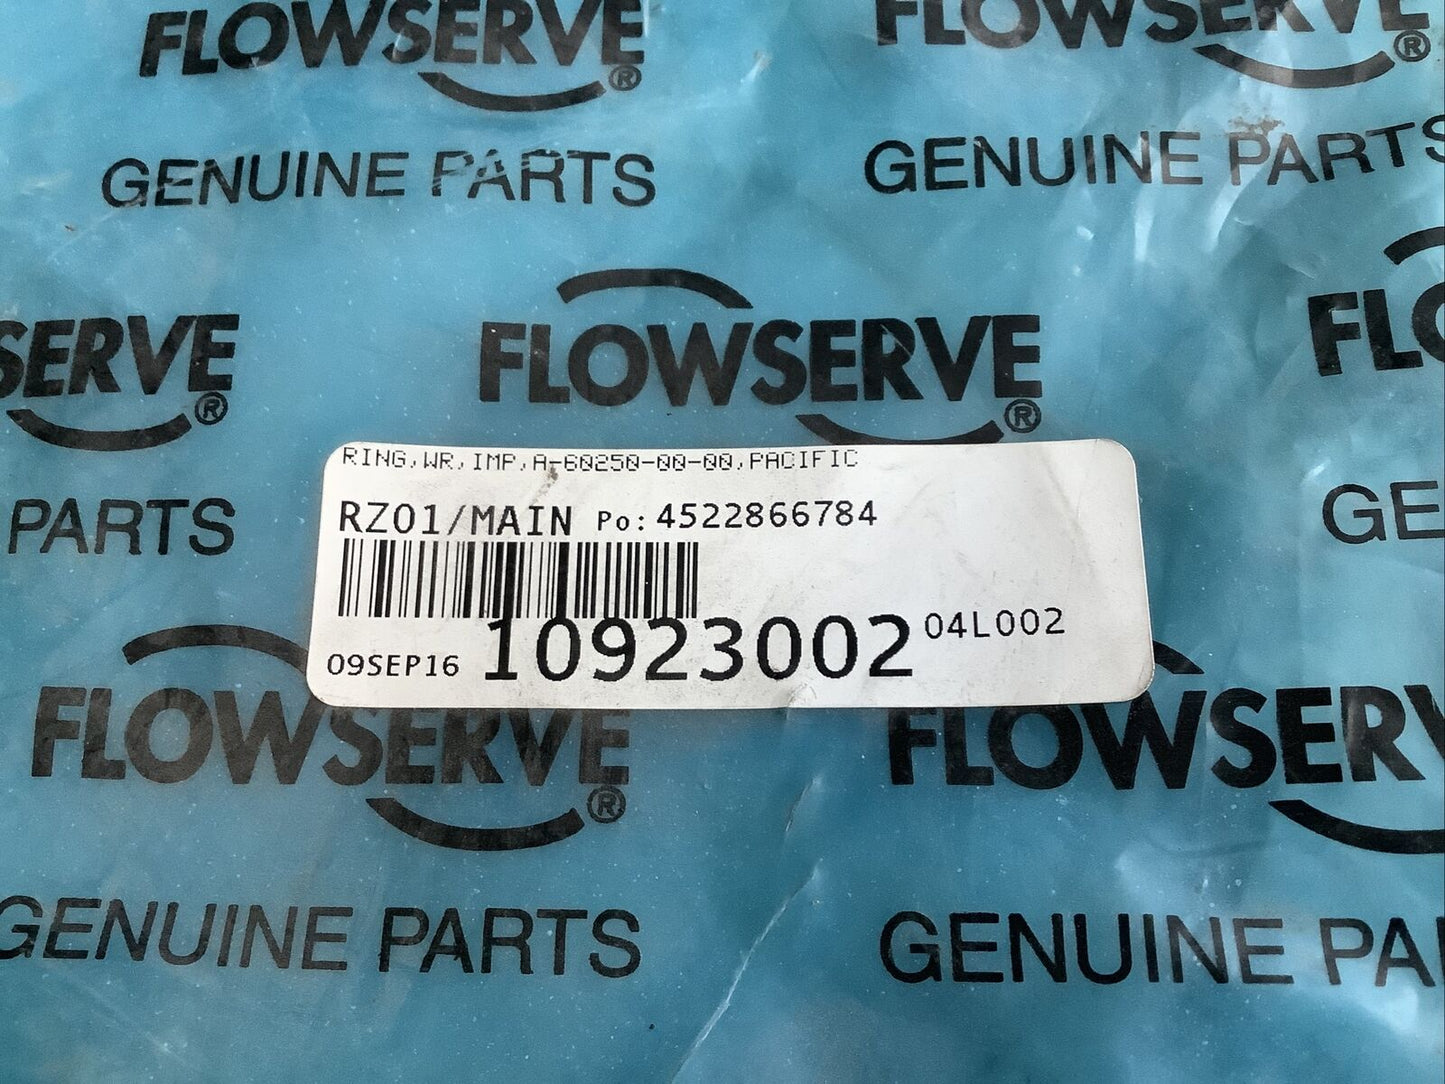 FLOWSERVE®
FLOWSERVE®
GENUINE PARTS
GENUINE PARTS
SERVE®
FLOWSERVE®
FLO
PARTS
GE
RING,WR,IMP,A-60250-00-00,PACIFIC
RZ01/MAIN Po:4522866784
09SEP16 10923002 04L002
FLOWSERVE®
FLOWSERV
GENUINE PARTS
GENUINE PA